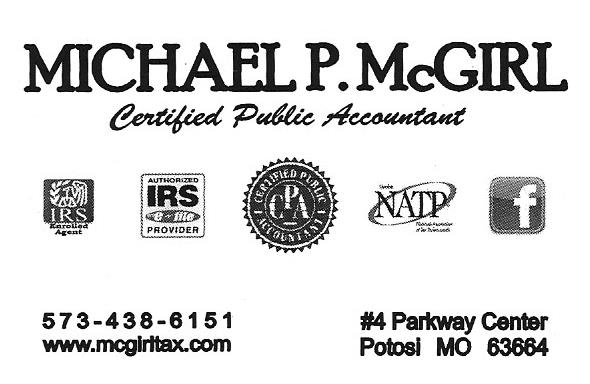 MICHAEL P. McGIRL
Certified Public Accountant
IRS
Enrolled
Agent
AUTHORIZED
IRS
e-file
PROVIDER
CERTIFIED PUBLIC
CPA
ACCOUNTANT
Member
NATP
National Association
of Tax Professionals
f
573-438-6151
www.mcgirltax.com
#4 Parkway Center
Potosi MO 63664